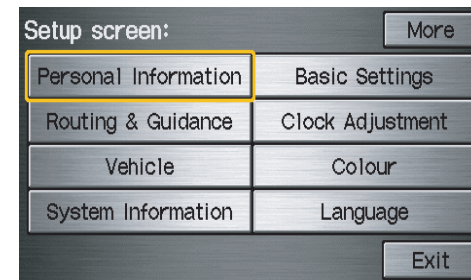 Setup screen: More
Personal Information Basic Settings
Routing & Guidance Clock Adjustment
Vehicle Colour
System Information Language
Exit